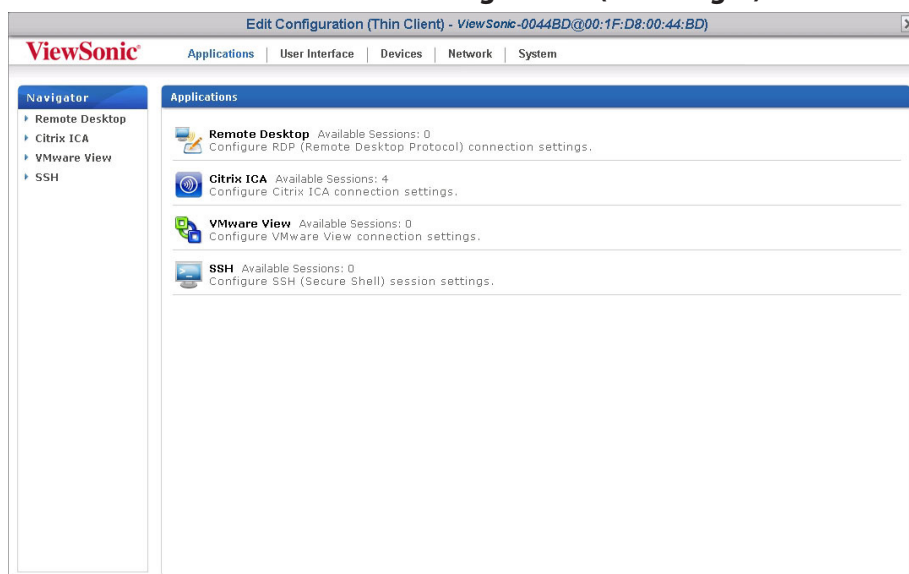 Edit Configuration (Thin Client) - ViewSonic-0044BD@00:1F:D8:00:44:BD)
ViewSonic®
Applications | User Interface | Devices | Network | System
Navigator
Remote Desktop
Citrix ICA
VMware View
SSH
Applications
Remote Desktop Available Sessions: 0
Configure RDP (Remote Desktop Protocol) connection settings.
Citrix ICA Available Sessions: 4
Configure Citrix ICA connection settings.
VMware View Available Sessions: 0
Configure VMware View connection settings.
SSH Available Sessions: 0
Configure SSH (Secure Shell) session settings.